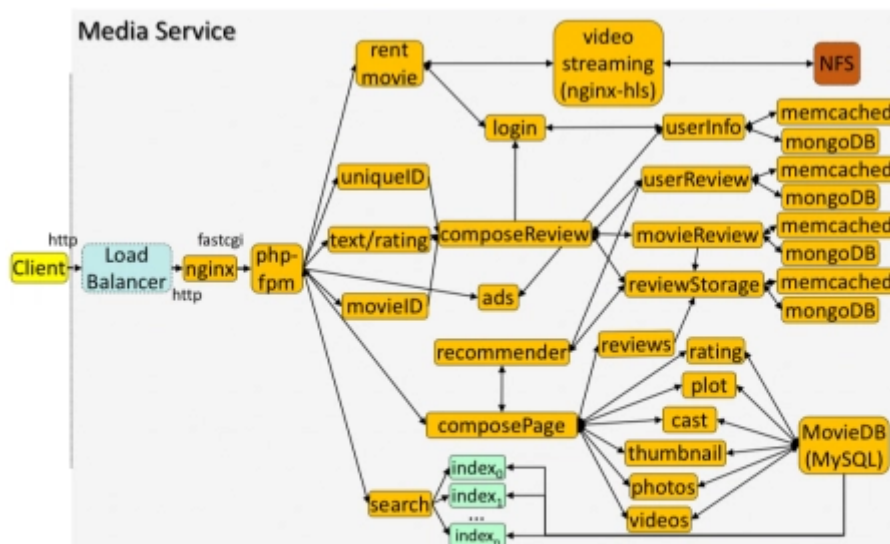 Media Service
rent
movie
video
streaming
(nginx-hls)
NFS
login
userInfo
memcached
mongoDB
uniqueID
userReview
memcached
mongoDB
http
fastcgi
text/rating
composeReview
movieReview
memcached
mongoDB
Client
Load
Balancer
nginx
php-
fpm
http
movieID
ads
reviewStorage
memcached
mongoDB
recommender
reviews
rating
plot
composePage
cast
MovieDB
(MySQL)
thumbnail
index0
photos
search
index1
videos
...
indexn